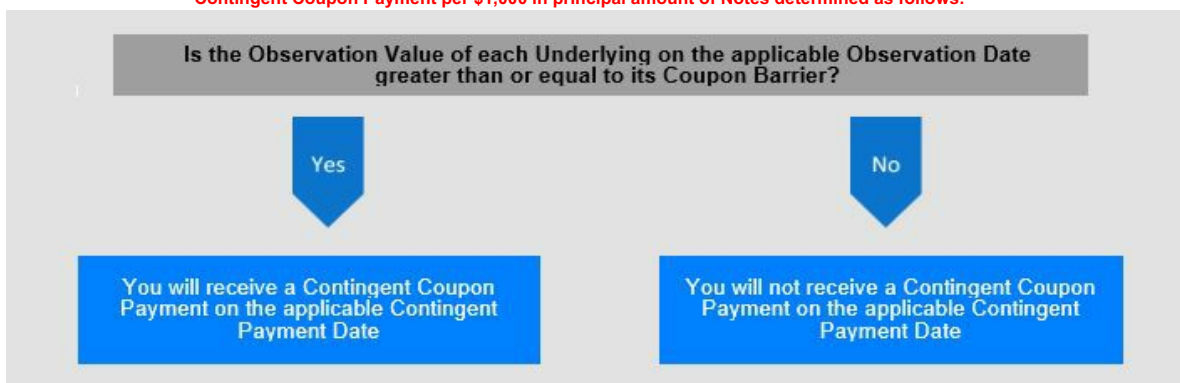 Contingent Coupon Payment per $1,000 in principal amount of Notes determined as follows:
Is the Observation Value of each Underlying on the applicable Observation Date
greater than or equal to its Coupon Barrier?
Yes
No
You will receive a Contingent Coupon
Payment on the applicable Contingent
Payment Date
You will not receive a Contingent Coupon
Payment on the applicable Contingent
Payment Date